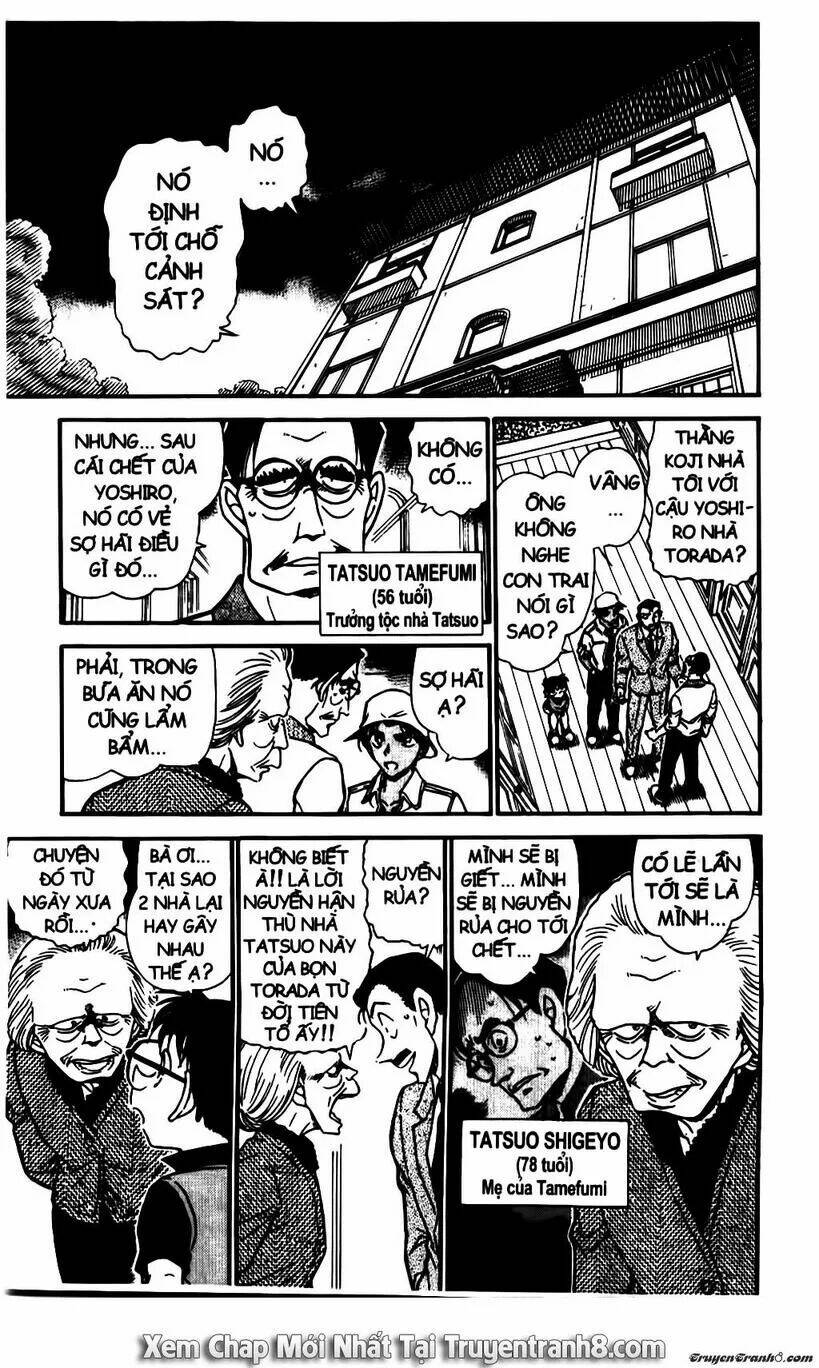 NÓ
...
NÓ
ĐỊNH
TỚI CHỖ
CẢNH
SÁT?
THẰNG
KOJI NHÀ
TÔI VỚI
CẬU YOSHI-
RO NHÀ
TORADA?
VÂNG
...
ÔNG
KHÔNG
NGHE
CON TRAI
NÓI GÌ
SAO?
KHÔNG
CÓ...
NHƯNG... SAU
CÁI CHẾT CỦA
YOSHIRO,
NÓ CÓ VẺ
SỢ HÃI ĐIỀU
GÌ ĐÓ...
TATSUO TAMEFUMI
(56 tuổi)
Trưởng tộc nhà Tatsuo
SỢ HÃI
Ạ?
PHẢI, TRONG
BỮA ĂN NÓ
CŨNG LẨM
BẨM...
CÓ LẼ LẦN
TỚI SẼ LÀ
MÌNH...
MÌNH SẼ BỊ
GIẾT... MÌNH
SẼ BỊ NGUYỀN
RỦA CHO TỚI
CHẾT...
TATSUO SHIGEYO
(78 tuổi)
Mẹ của Tamefumi
NGUYỀN
RỦA?
KHÔNG BIẾT
À!! LÀ LỜI
NGUYỀN HẬN
THÙ NHÀ
TATSUO NÀY
CỦA BỌN
TORADA TỪ
ĐỜI TIÊN
TỔ ẤY!!
BÀ ƠI...
TẠI SAO
2 NHÀ LẠI
HAY GÂY
NHAU
THẾ Ạ?
CHUYỆN
ĐÓ TỪ
NGÀY XƯA
RỒI...
Xem Chap Mới Nhất Tại Truyentranh8.com
TruyenTranh8.com